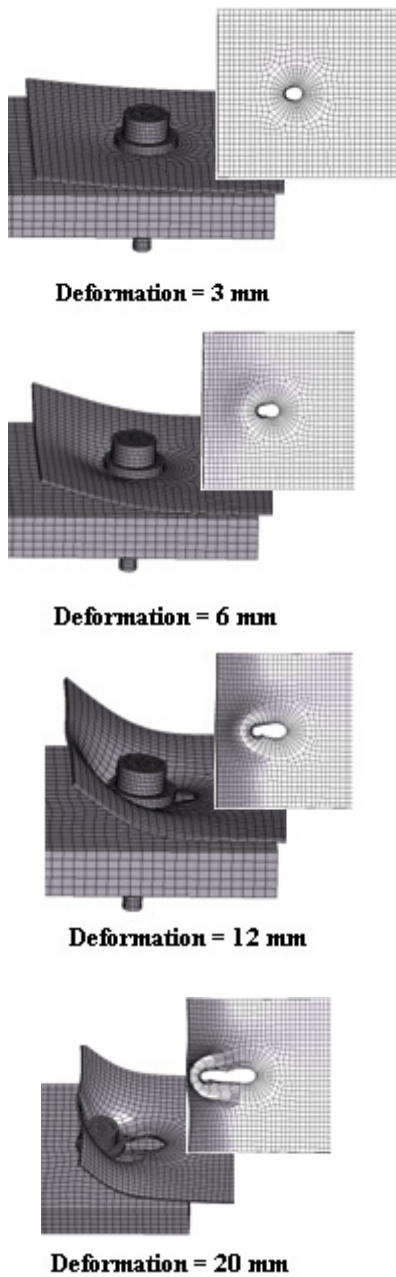 Deformation = 3 mm
Deformation = 6 mm
Deformation = 12 mm
Deformation = 20 mm